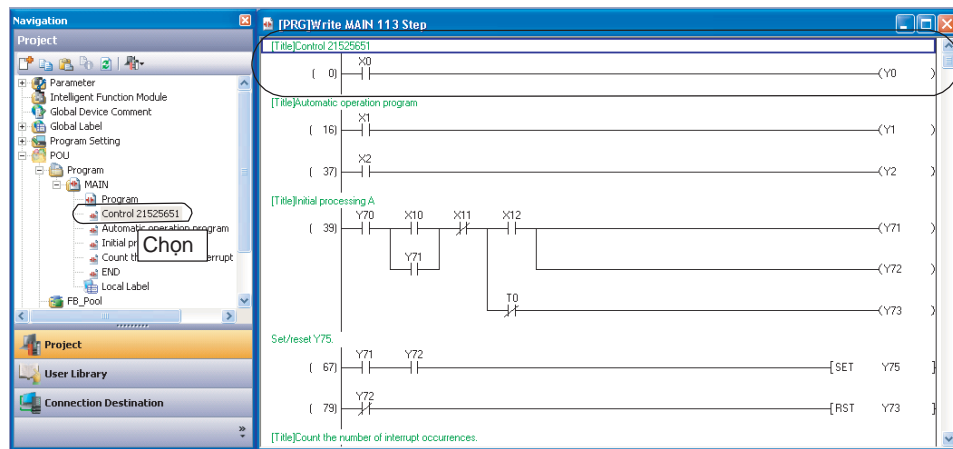 Navigation
Project
Parameter
Intelligent Function Module
Global Device Comment
Global Label
Program Setting
POU
Program
MAIN
Program
Control 21525651
Automatic operation program
Initial pr
Chọn
Count th errupt
END
Local Label
FB_Pool
Project
User Library
Connection Destination
[PRG]Write MAIN 113 Step
[Title]Control 21525651
X0
( 0) (Y0 )
[Title]Automatic operation program
X1
( 16) (Y1 )
X2
( 37) (Y2 )
[Title]Initial processing A
Y70 X10 X11 X12
( 39) (Y71 )
Y71
(Y72 )
T0
(Y73 )
Set/reset Y75.
Y71 Y72
( 67) [SET Y75 ]
Y72
( 79) [RST Y73 ]
[Title]Count the number of interrupt occurrences.